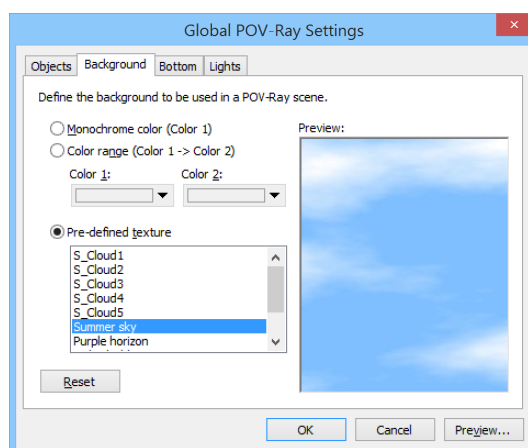 Global POV-Ray Settings
Objects Background Bottom Lights
Define the background to be used in a POV-Ray scene.
Monochrome color (Color 1)
Preview:
Color range (Color 1 -> Color 2)
Color 1: Color 2:
Pre-defined texture
S_Cloud1
S_Cloud2
S_Cloud3
S_Cloud4
S_Cloud5
Summer sky
Purple horizon
Reset
OK Cancel Preview...